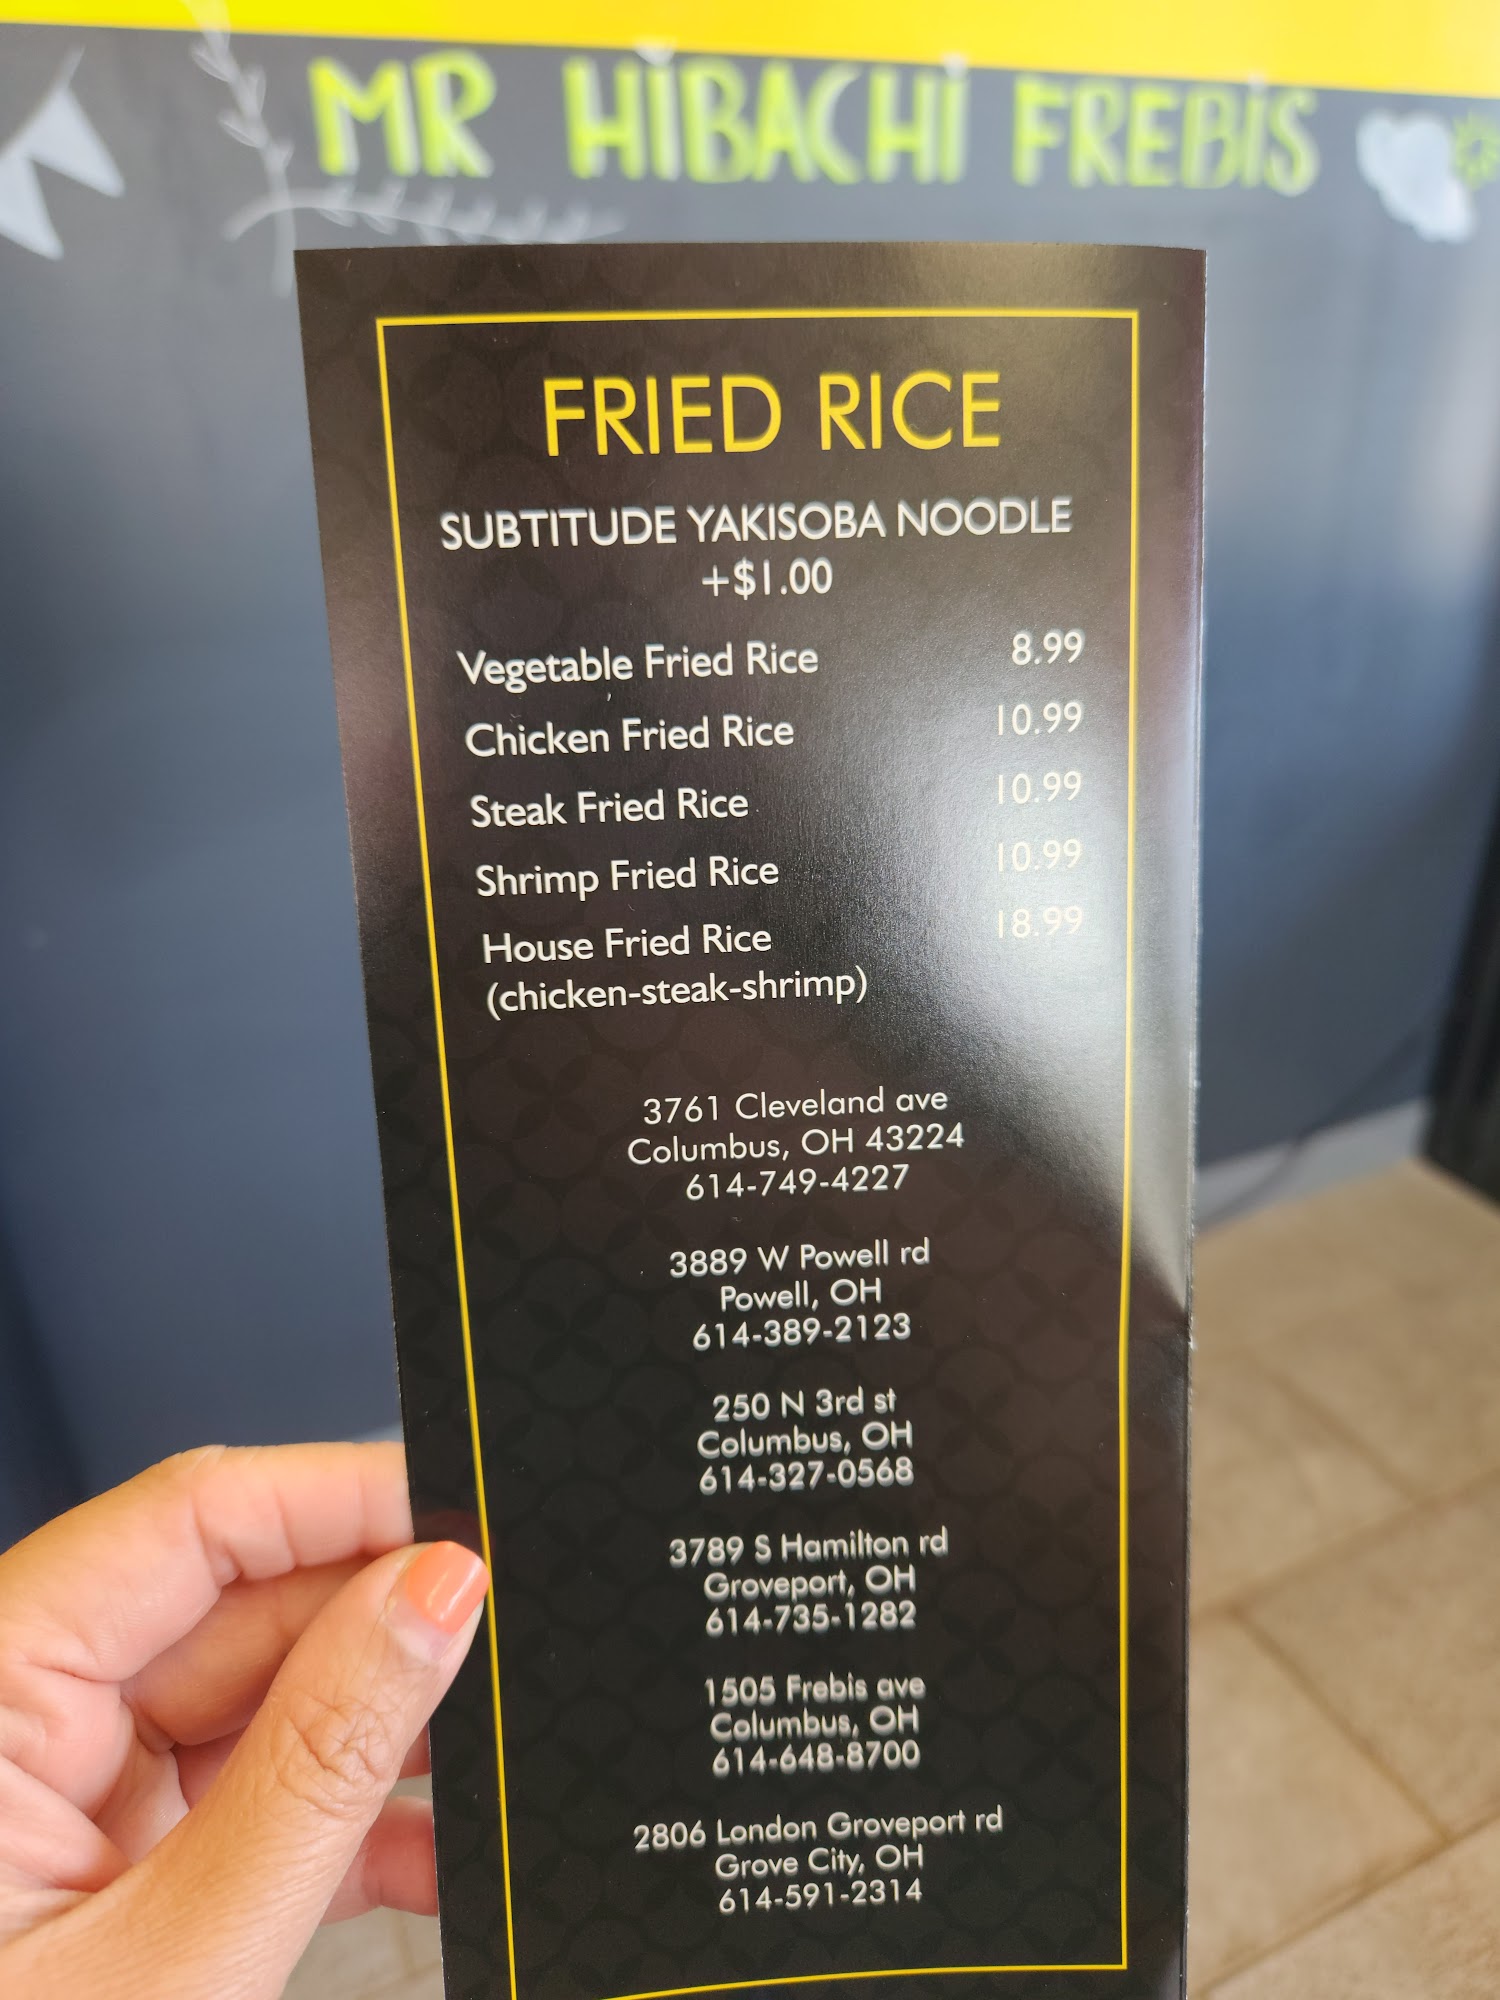 MR HIBACHI FREBIS
FRIED RICE
SUBTITUDE YAKISOBA NOODLE
+$1.00
Vegetable Fried Rice 8.99
Chicken Fried Rice 10.99
Steak Fried Rice 10.99
Shrimp Fried Rice 10.99
House Fried Rice 18.99
(chicken-steak-shrimp)
3761 Cleveland ave
Columbus, OH 43224
614-749-4227
3889 W Powell rd
Powell, OH
614-389-2123
250 N 3rd st
Columbus, OH
614-327-0568
3789 S Hamilton rd
Groveport, OH
614-735-1282
1505 Frebis ave
Columbus, OH
614-648-8700
2806 London Groveport rd
Grove City, OH
614-591-2314